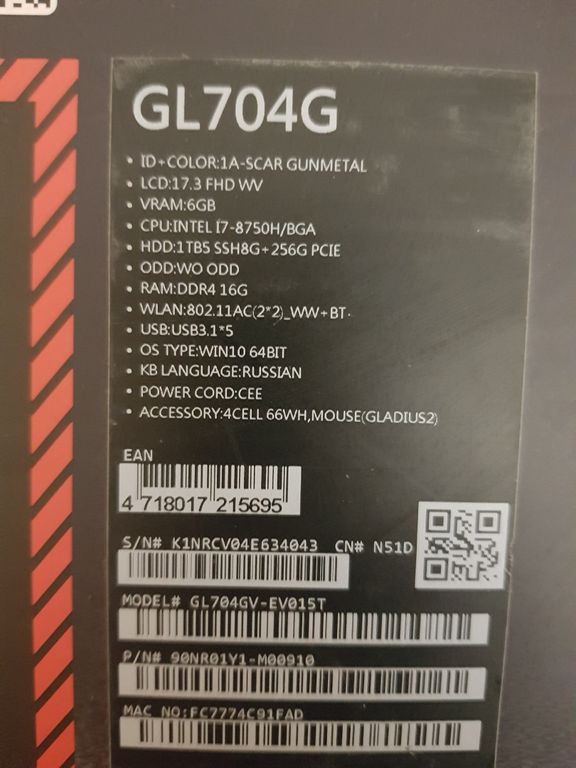 GL704G
• ID+COLOR:1A-SCAR GUNMETAL
• LCD:17.3 FHD WV
• VRAM:6GB
• CPU:INTEL I7-8750H/BGA
• HDD:1TB5 SSH8G+256G PCIE
• ODD:WO ODD
• RAM:DDR4 16G
• WLAN:802.11AC(2*2)_WW+BT
• USB:USB3.1*5
• OS TYPE:WIN10 64BIT
• KB LANGUAGE:RUSSIAN
• POWER CORD:CEE
• ACCESSORY:4CELL 66WH,MOUSE(GLADIUS2)
EAN
4 718017 215695
S/N# K1NRCV04E634043 CN# N51D
MODEL# GL704GV-EV015T
P/N# 90NR01Y1-M00910
MAC NO:FC7774C91FAD